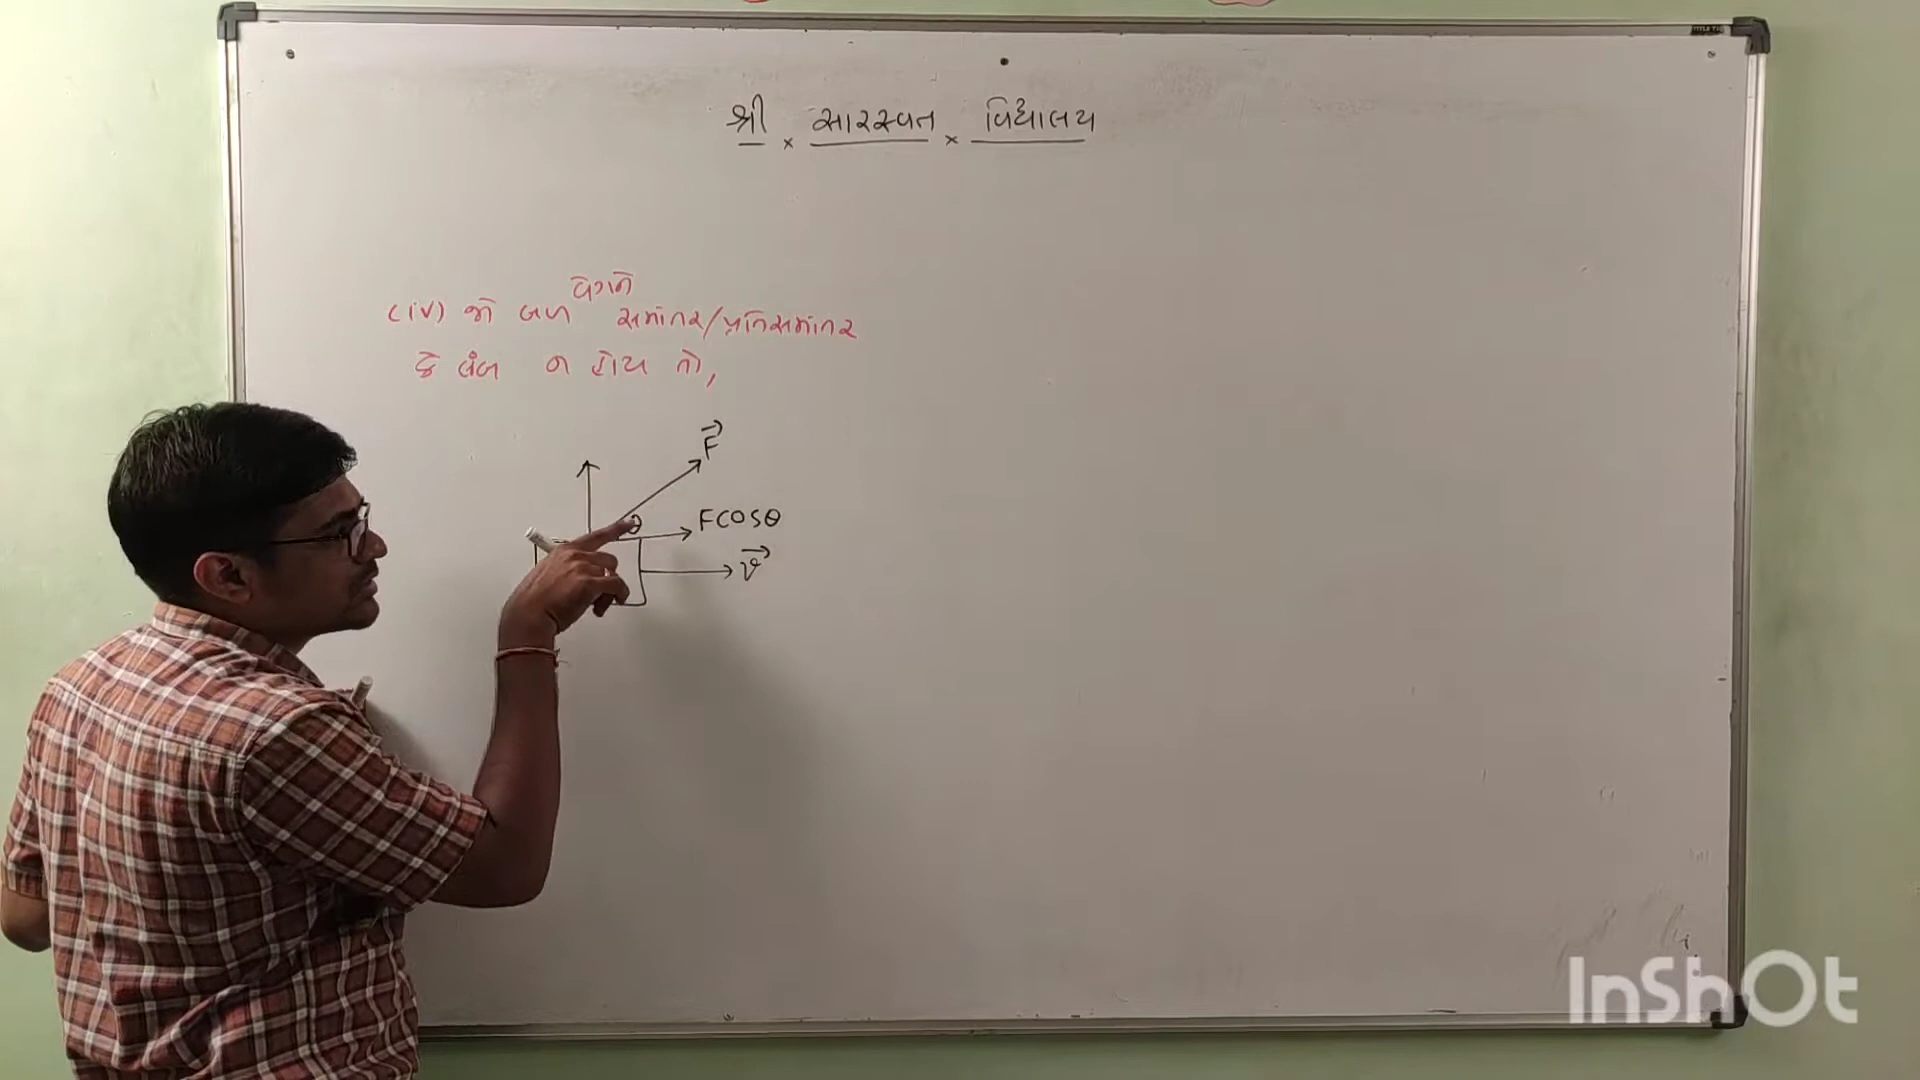 શ્રી × સારસ્વત × વિદ્યાલય
(iv) જો બળ વેગને સમાંતર/પ્રતિસમાંતર
કે લંબ ન હોય તો,
F⃗
θ
FCOSθ
v⃗
InShOt